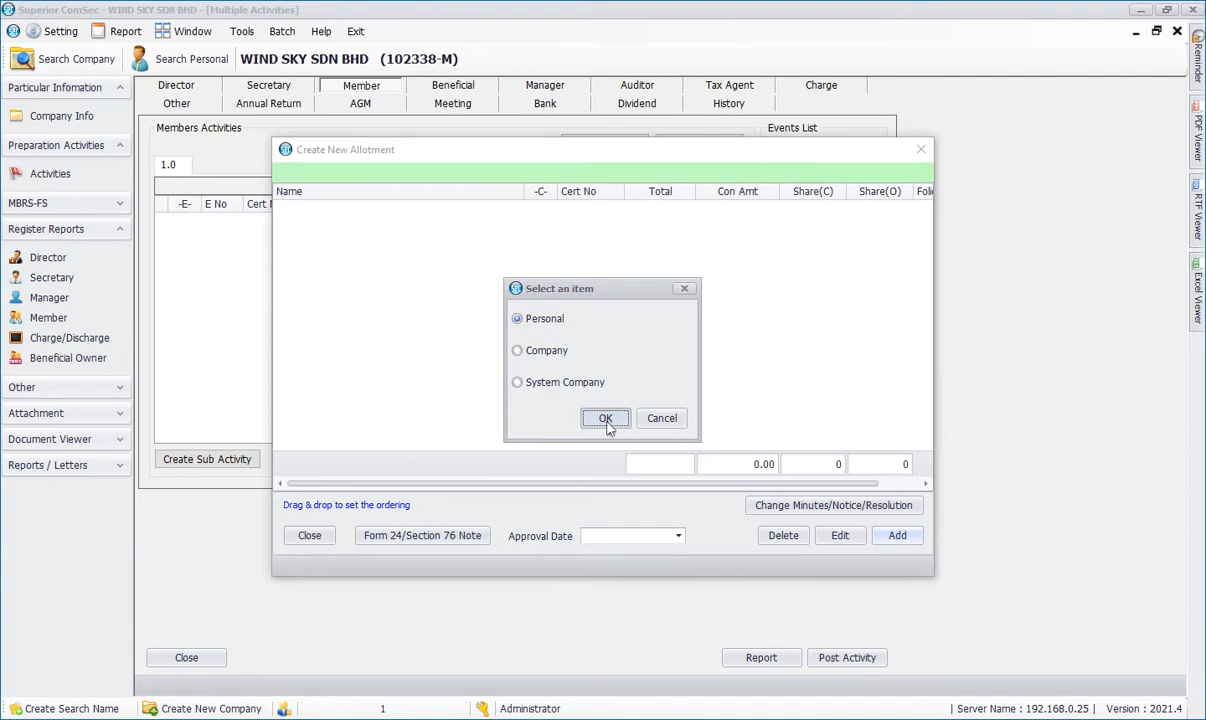 Superior ComSec - WIND SKY SDN BHD - [Multiple Activities]
Setting Report Window Tools Batch Help Exit
Search Company Search Personal WIND SKY SDN BHD (102338-M)
Particular Infomation
Company Info
Preparation Activities
Activities
MBRS-FS
Register Reports
Director
Secretary
Manager
Member
Charge/Discharge
Beneficial Owner
Other
Attachment
Document Viewer
Reports / Letters
Director Secretary Member Beneficial Manager Auditor Tax Agent Charge
Other Annual Return AGM Meeting Bank Dividend History
Members Activities Events List
1.0
-E- E No Cert
Create Sub Activity
Create New Allotment
Name -C- Cert No Total Con Amt Share(C) Share(O)
Select an item
Personal
Company
System Company
OK Cancel
0.00 0 0
Drag & drop to set the ordering
Change Minutes/Notice/Resolution
Close Form 24/Section 76 Note Approval Date Delete Edit Add
Close Report Post Activity
Reminder
PDF Viewer
RTF Viewer
Excel Viewer
Create Search Name Create New Company 1 Administrator Server Name : 192.168.0.25 Version : 2021.4